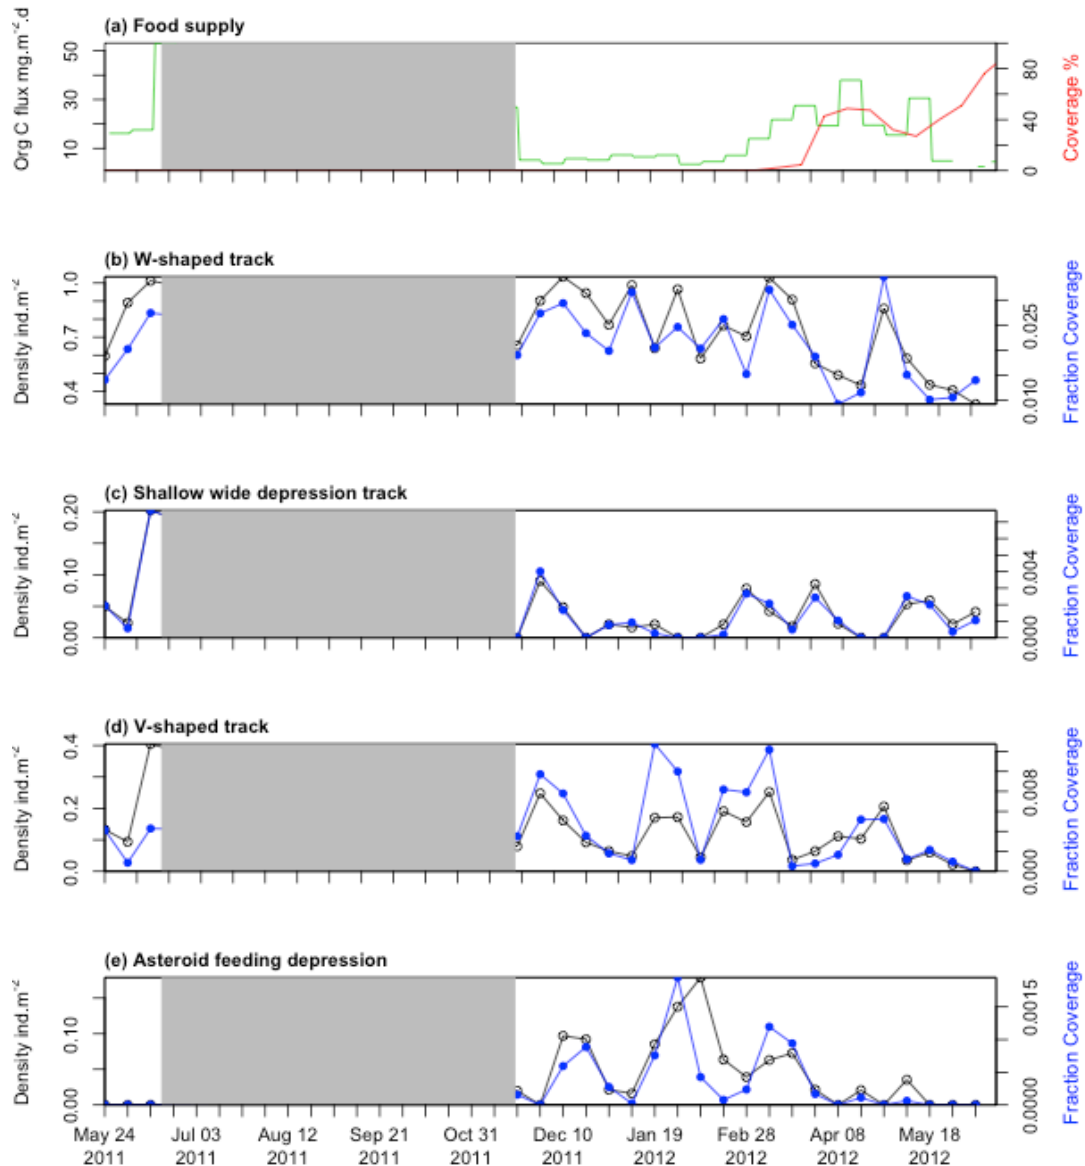 (a) Food supply
Org C flux mg.m-2.d
10 30 50
0 40 80
Coverage %
(b) W-shaped track
Density ind.m-2
0.4 0.7 1.0
0.010 0.025
Fraction Coverage
(c) Shallow wide depression track
Density ind.m-2
0.00 0.10 0.20
0.000 0.004
Fraction Coverage
(d) V-shaped track
Density ind.m-2
0.0 0.2 0.4
0.000 0.008
Fraction Coverage
(e) Asteroid feeding depression
Density ind.m-2
0.00 0.10
0.0000 0.0015
Fraction Coverage
May 24 Jul 03 Aug 12 Sep 21 Oct 31 Dec 10 Jan 19 Feb 28 Apr 08 May 18
2011 2011 2011 2011 2011 2011 2012 2012 2012 2012